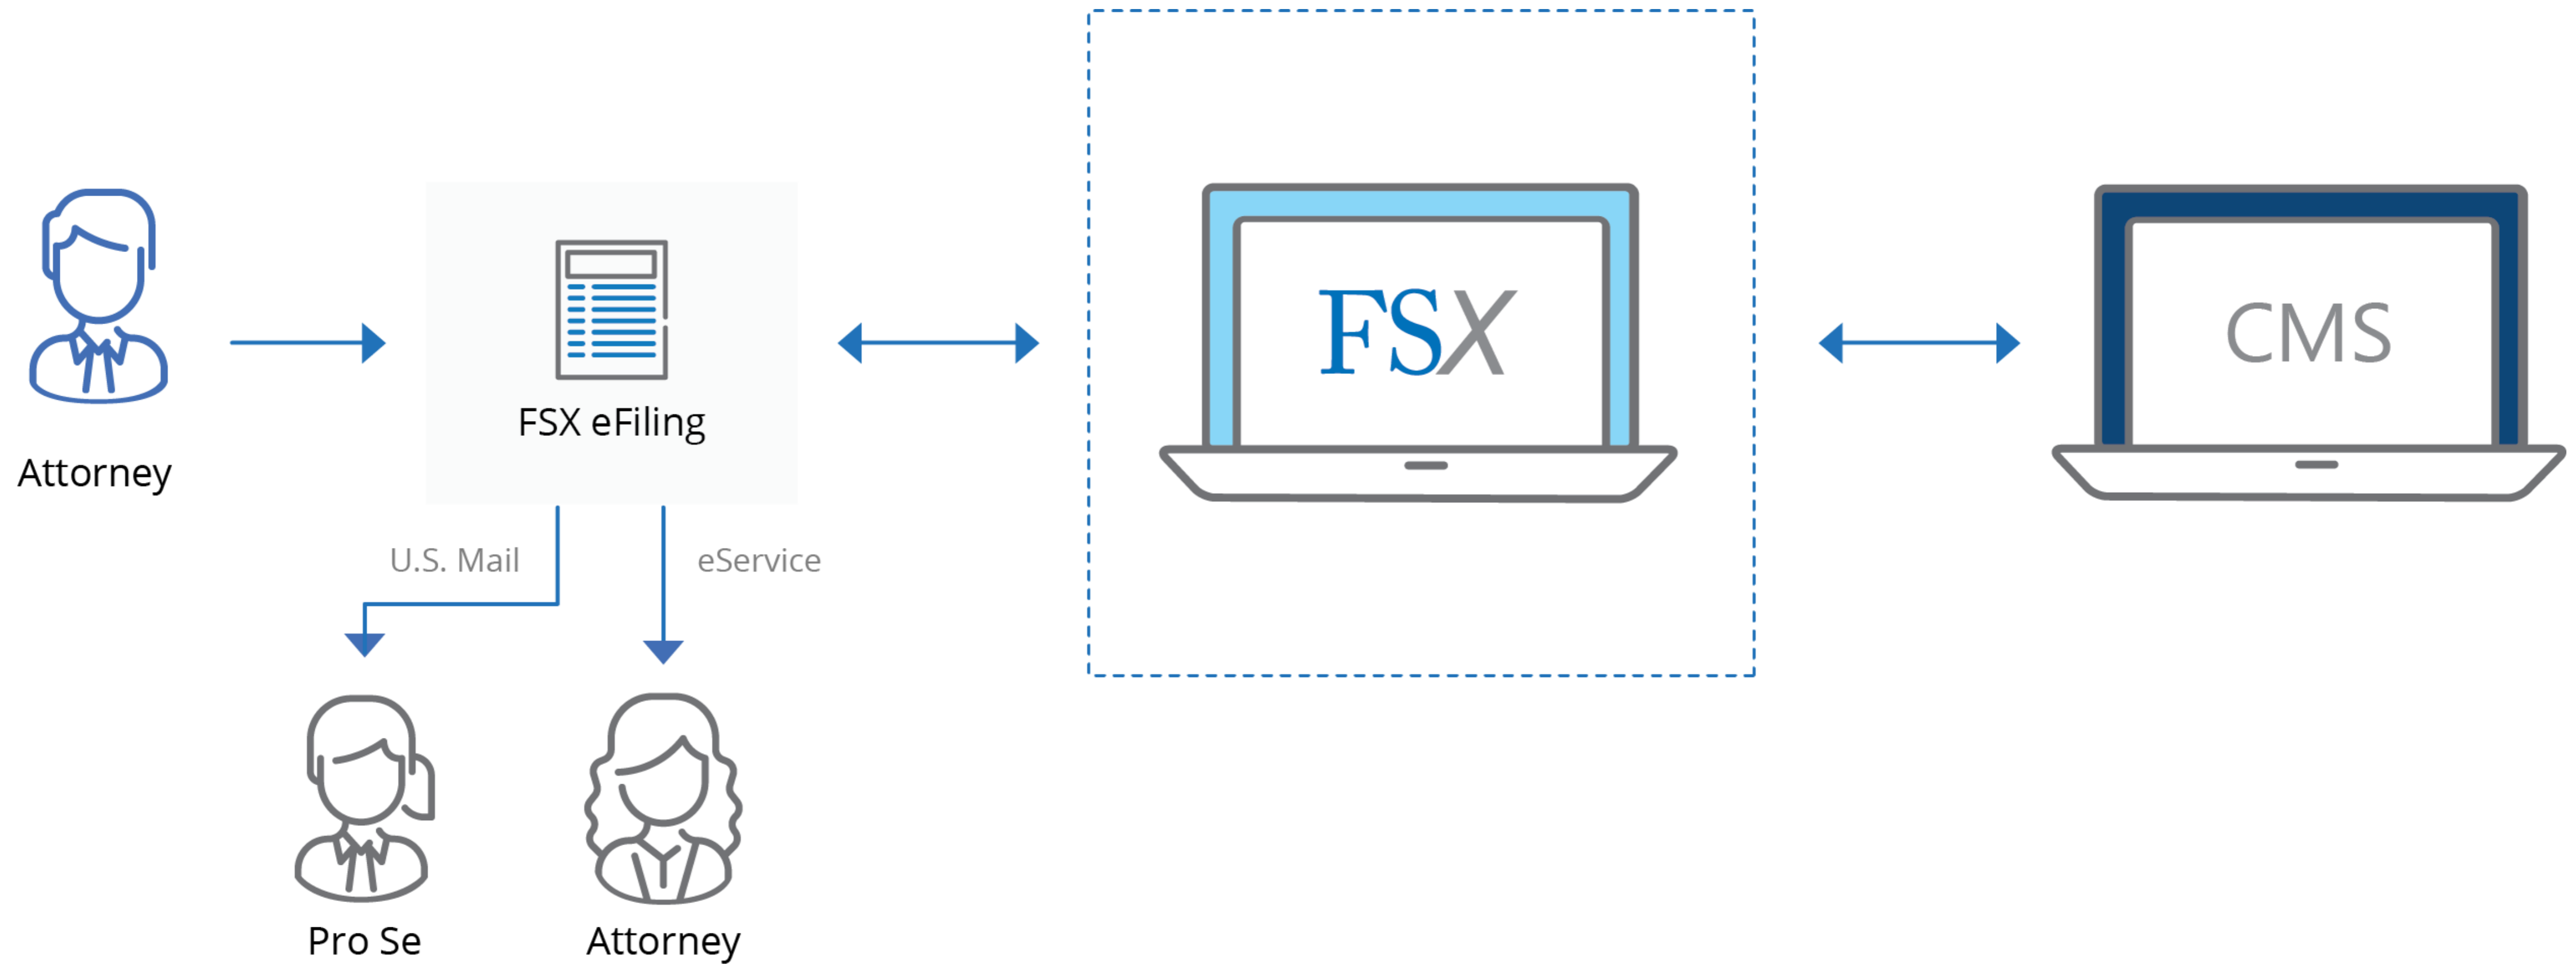 FSX
CMS
FSX eFiling
Attorney
U.S. Mail
eService
Pro Se
Attorney